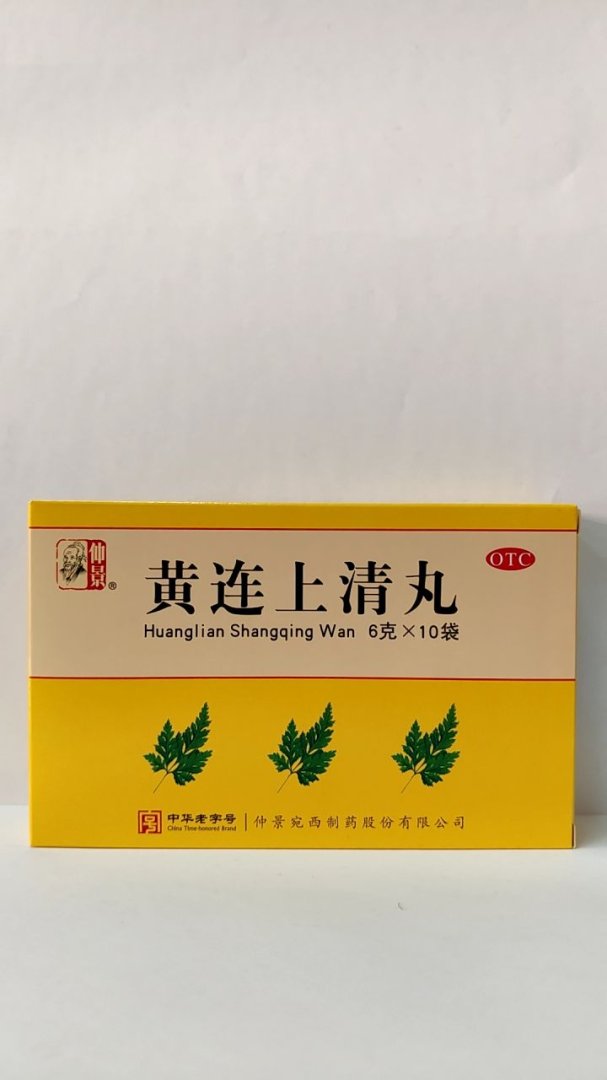 仲景®
OTC
黄连上清丸
Huanglian Shangqing Wan 6克×10袋
中华老字号
China Time-honored Brand
仲景宛西制药股份有限公司